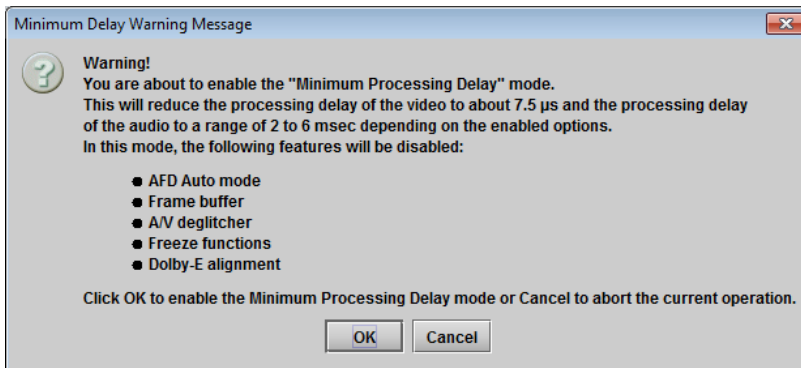 Minimum Delay Warning Message
Warning!
You are about to enable the "Minimum Processing Delay" mode.
This will reduce the processing delay of the video to about 7.5 µs and the processing delay
of the audio to a range of 2 to 6 msec depending on the enabled options.
In this mode, the following features will be disabled:
● AFD Auto mode
● Frame buffer
● A/V deglitcher
● Freeze functions
● Dolby-E alignment
Click OK to enable the Minimum Processing Delay mode or Cancel to abort the current operation.
OK Cancel